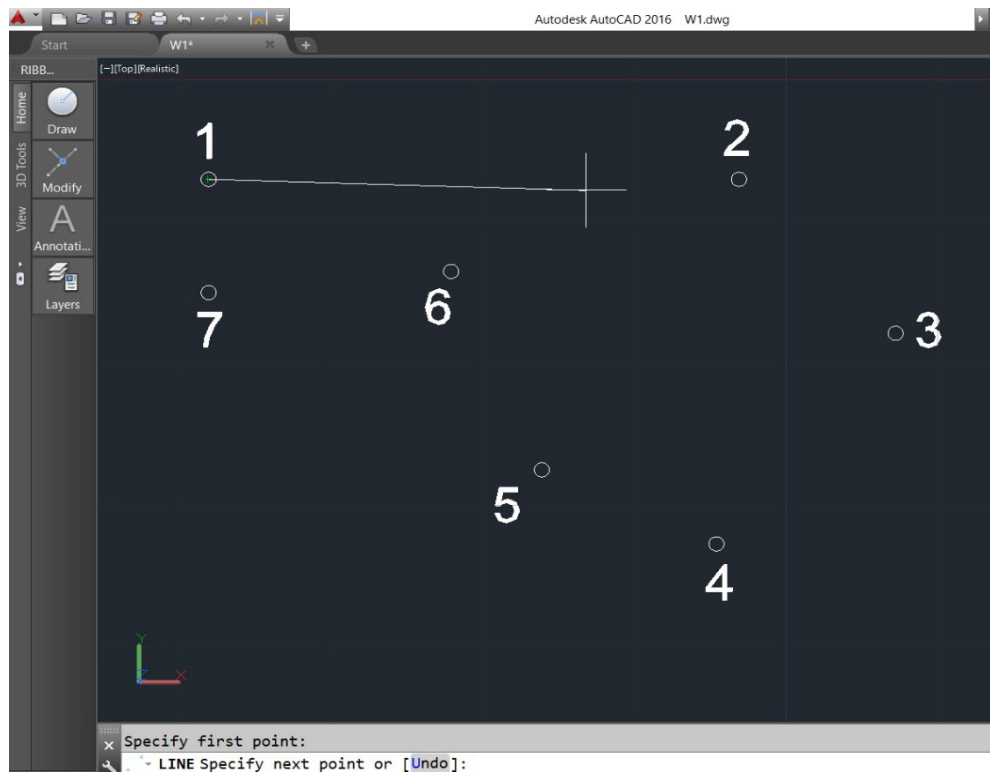 Autodesk AutoCAD 2016 W1.dwg
Start
W1*
RIBB...
[−][Top][Realistic]
Home
Draw
3D Tools
Modify
View
Annotati...
Layers
1
2
6
7
3
5
4
Y
Z
X
Specify first point:
LINE Specify next point or [Undo]: